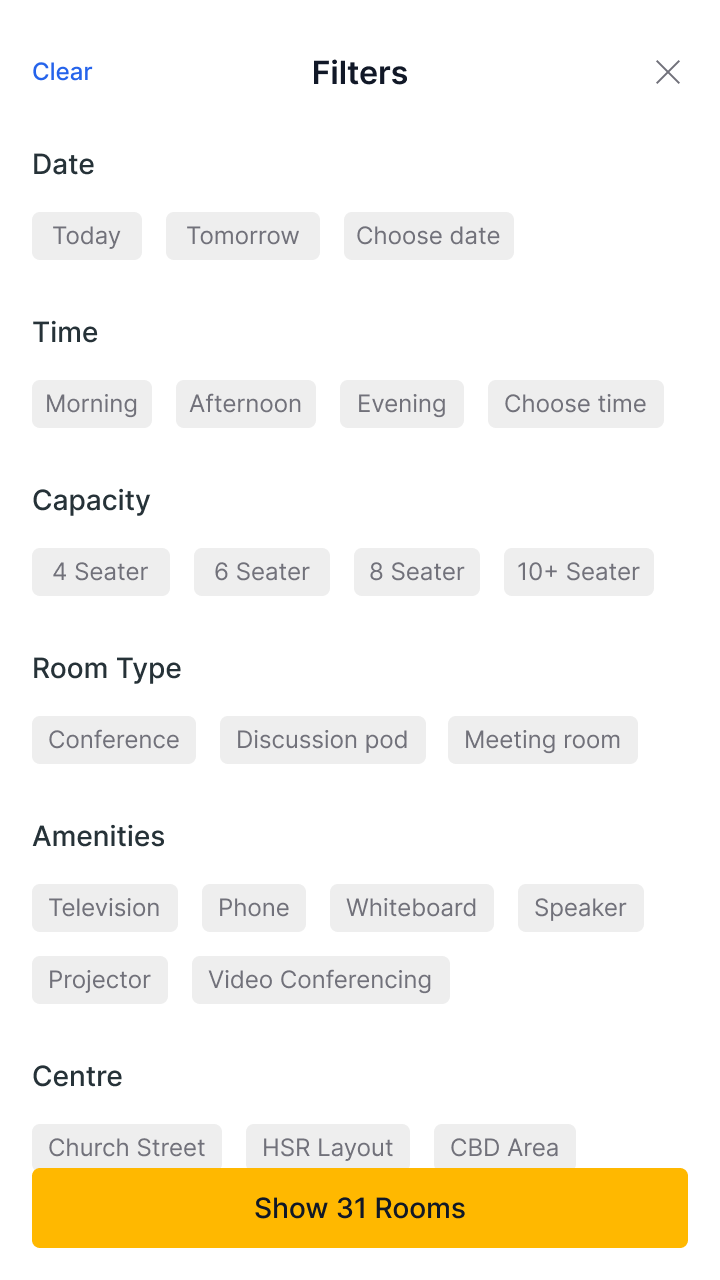 Clear Filters
Date
Today Tomorrow Choose date
Time
Morning Afternoon Evening Choose time
Capacity
4 Seater 6 Seater 8 Seater 10+ Seater
Room Type
Conference Discussion pod Meeting room
Amenities
Television Phone Whiteboard Speaker
Projector Video Conferencing
Centre
Church Street HSR Layout CBD Area
Show 31 Rooms